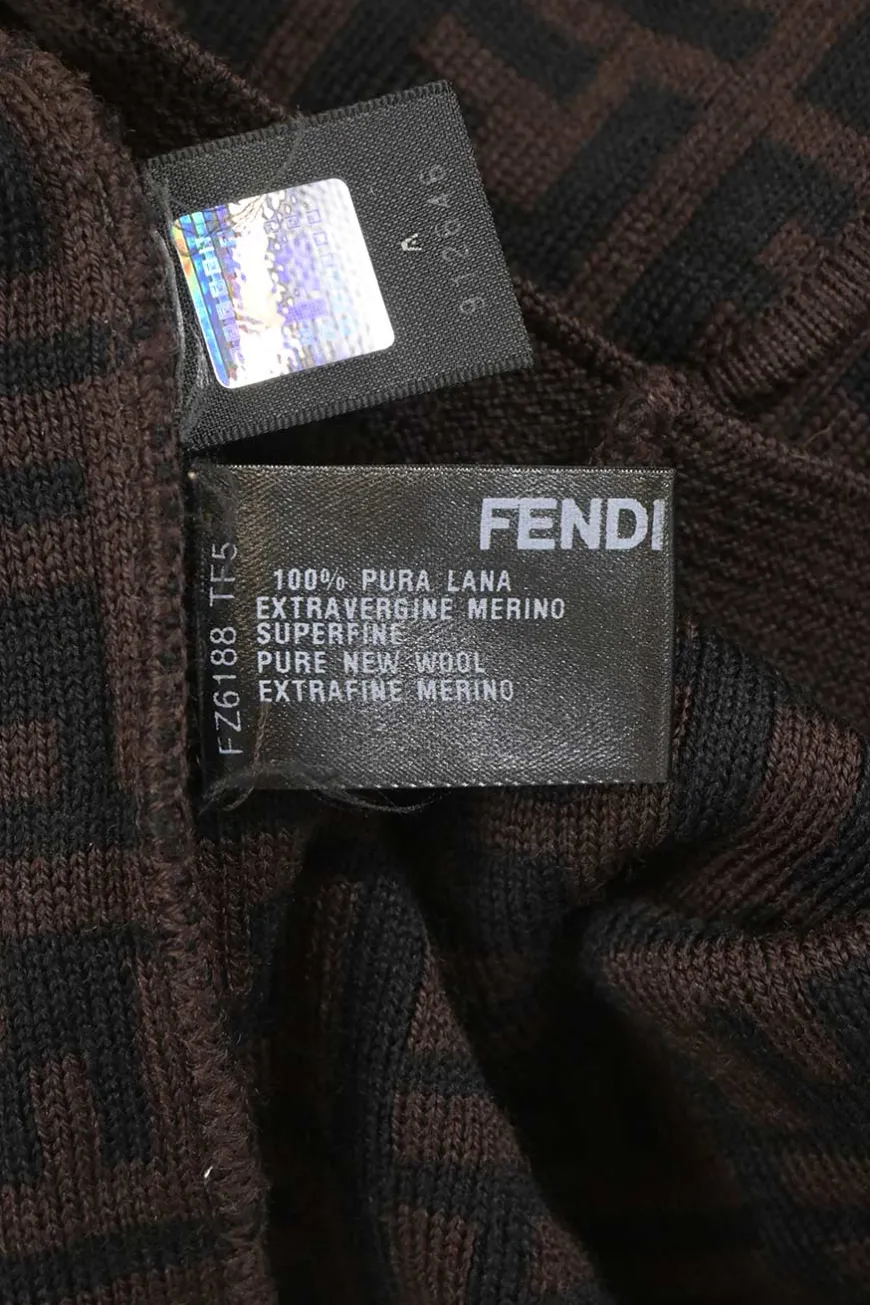 A
912646
FENDI
100% PURA LANA
EXTRAVERGINE MERINO
SUPERFINE
PURE NEW WOOL
EXTRAFINE MERINO
FZ6188 TF5